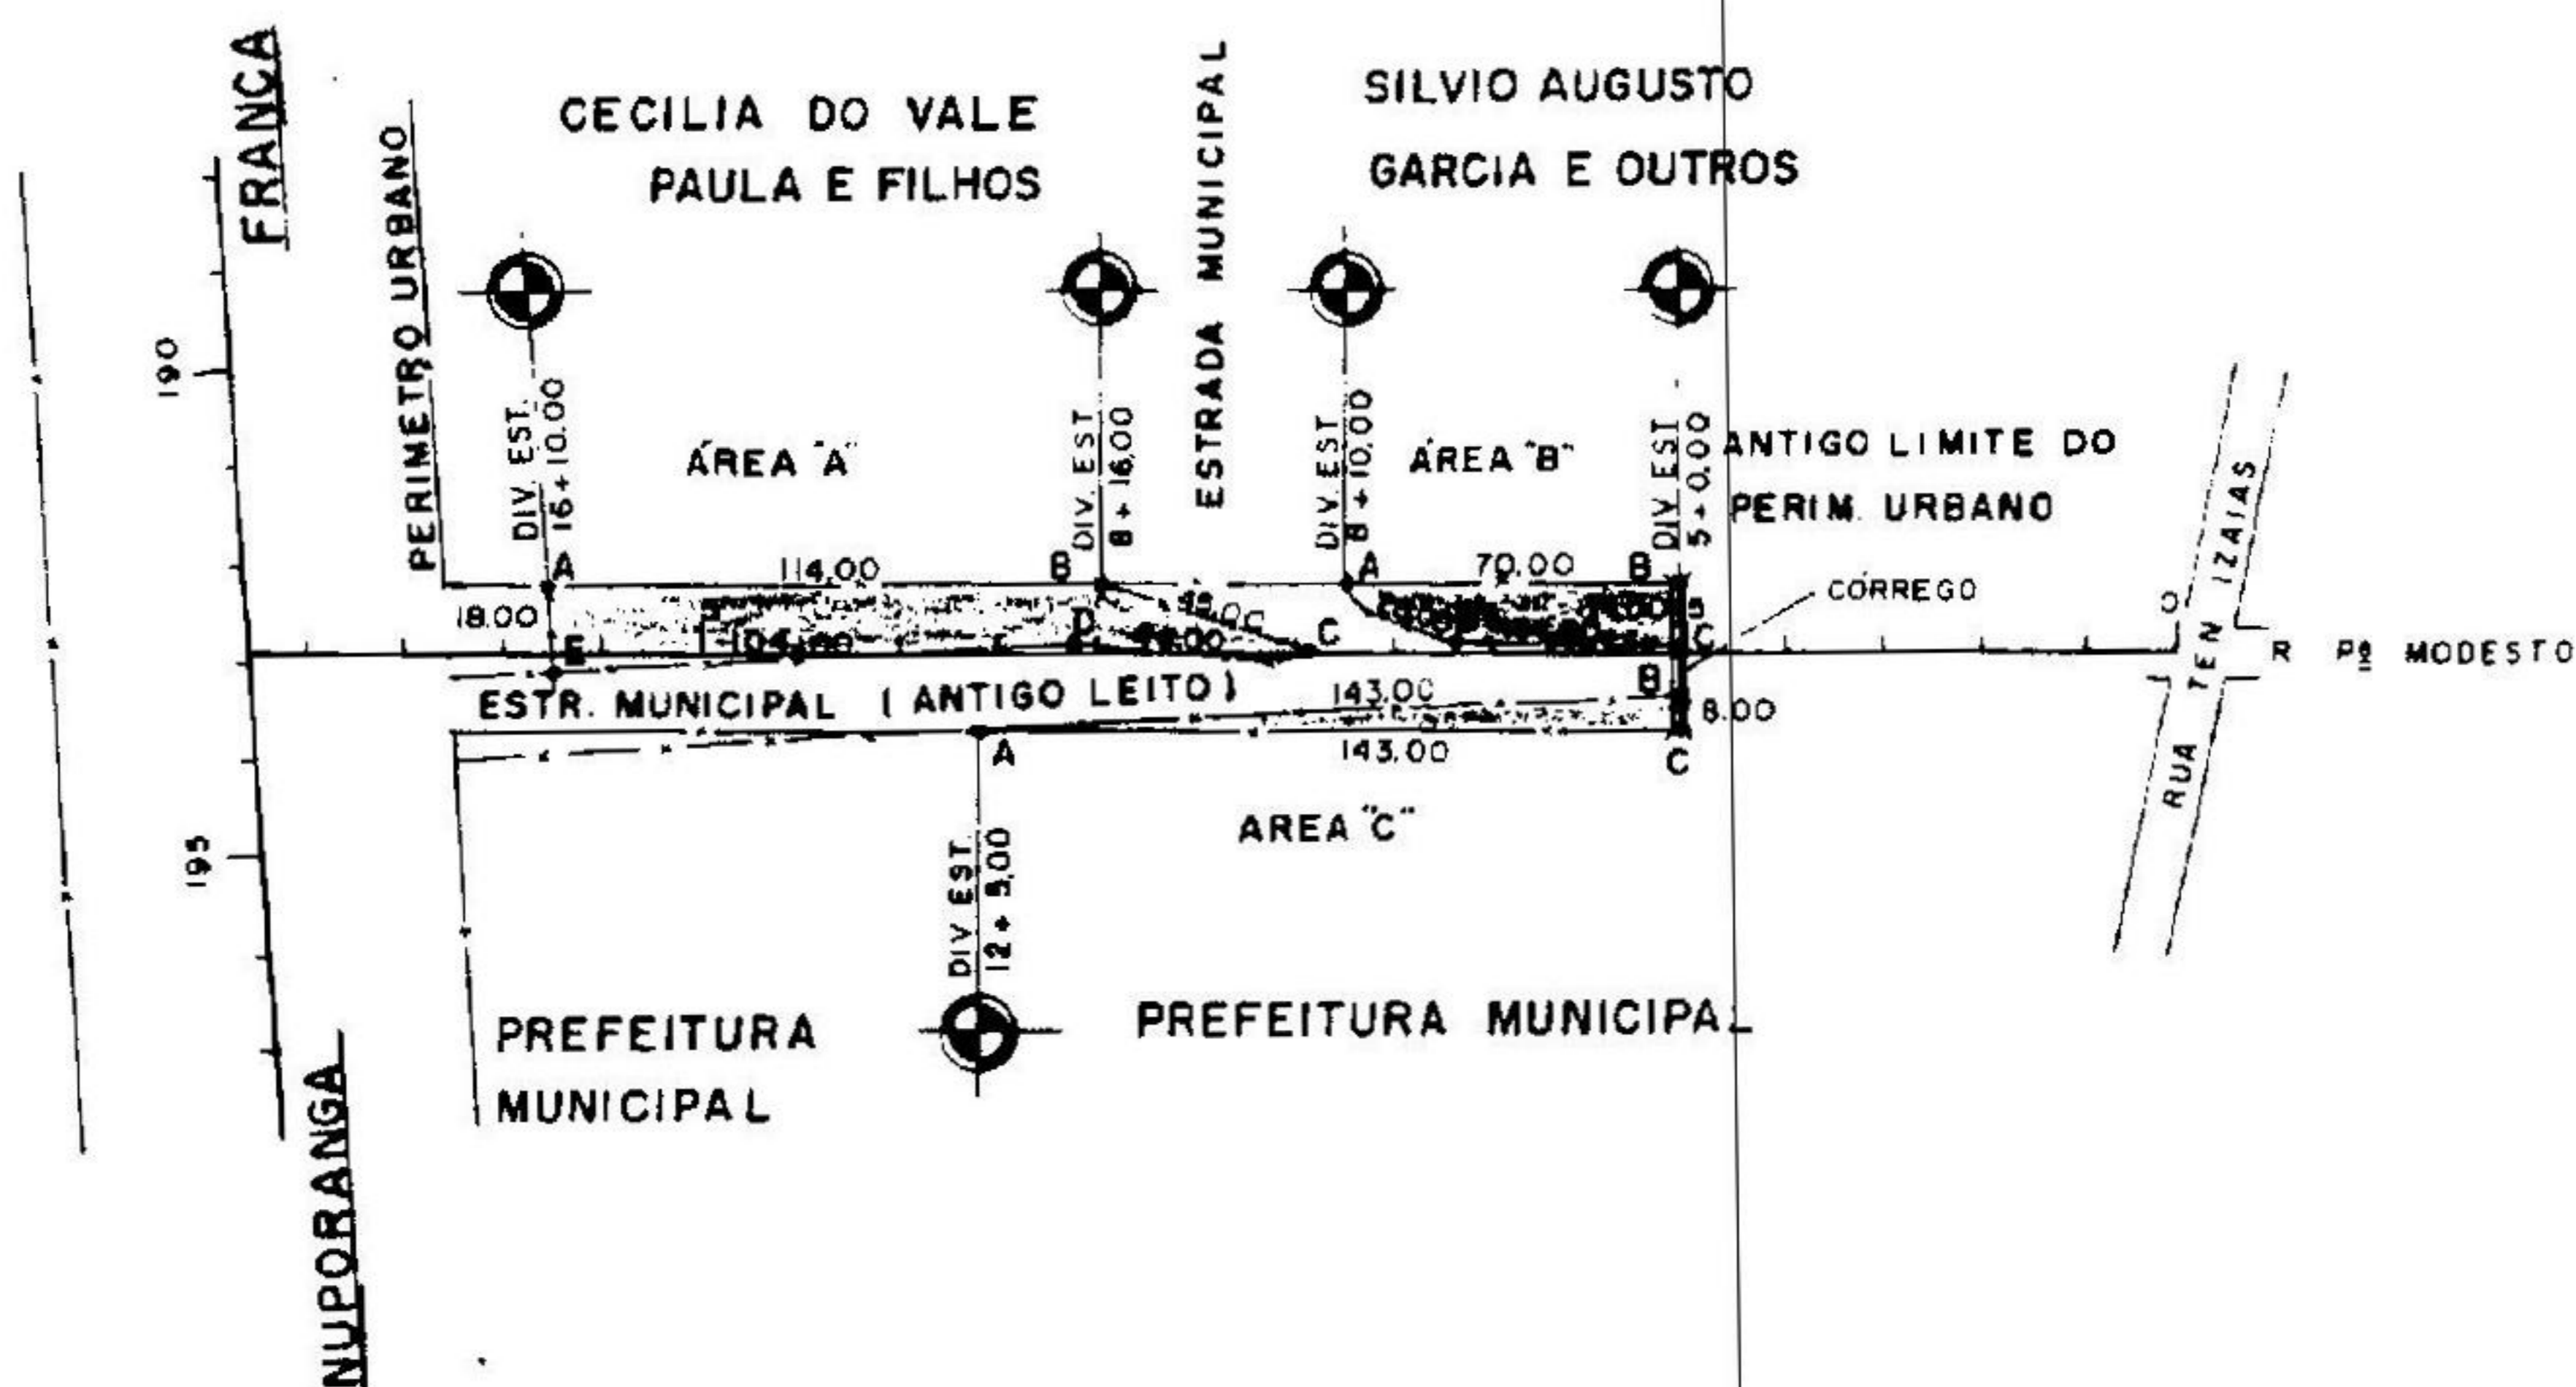 FRANCA
PERIMETRO URBANO
CECILIA DO VALE
PAULA E FILHOS
ESTRADA MUNICIPAL
SILVIO AUGUSTO
GARCIA E OUTROS
190
DIV. EST.
16+10.00
ÁREA "A"
DIV. EST
8 + 16,00
DIV. EST
8 + 10,00
ÁREA "B"
DIV EST
5+0.00
ANTIGO LIMITE DO
PERIM. URBANO
CÓRREGO
A
114,00
B
A
70.00
B
18.00
D
C
C
E
104,00
O
RUA TEN IZAIAS
R Pe MODESTO
ESTR. MUNICIPAL ( ANTIGO LEITO )
143.00
B
8.00
A
143.00
C
195
DIV EST.
12 + 5,00
AREA "C"
PREFEITURA
MUNICIPAL
PREFEITURA MUNICIPAL
NUPORANGA